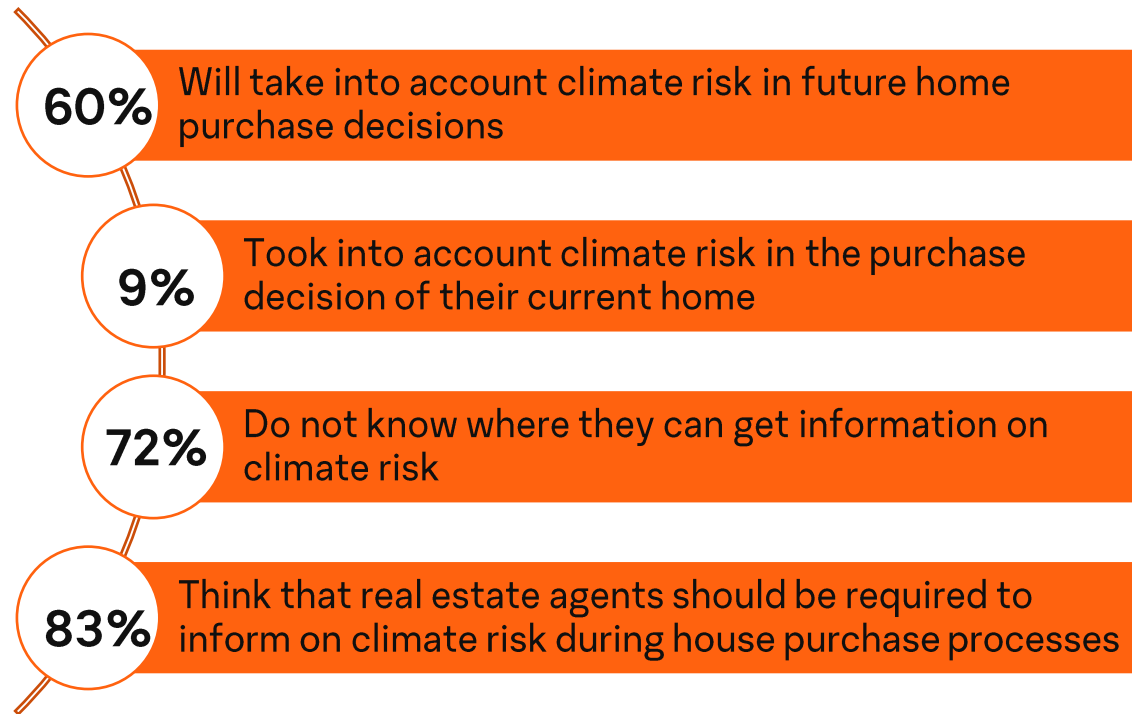 60%
Will take into account climate risk in future home
purchase decisions
9%
Took into account climate risk in the purchase
decision of their current home
72%
Do not know where they can get information on
climate risk
83%
Think that real estate agents should be required to
inform on climate risk during house purchase processes